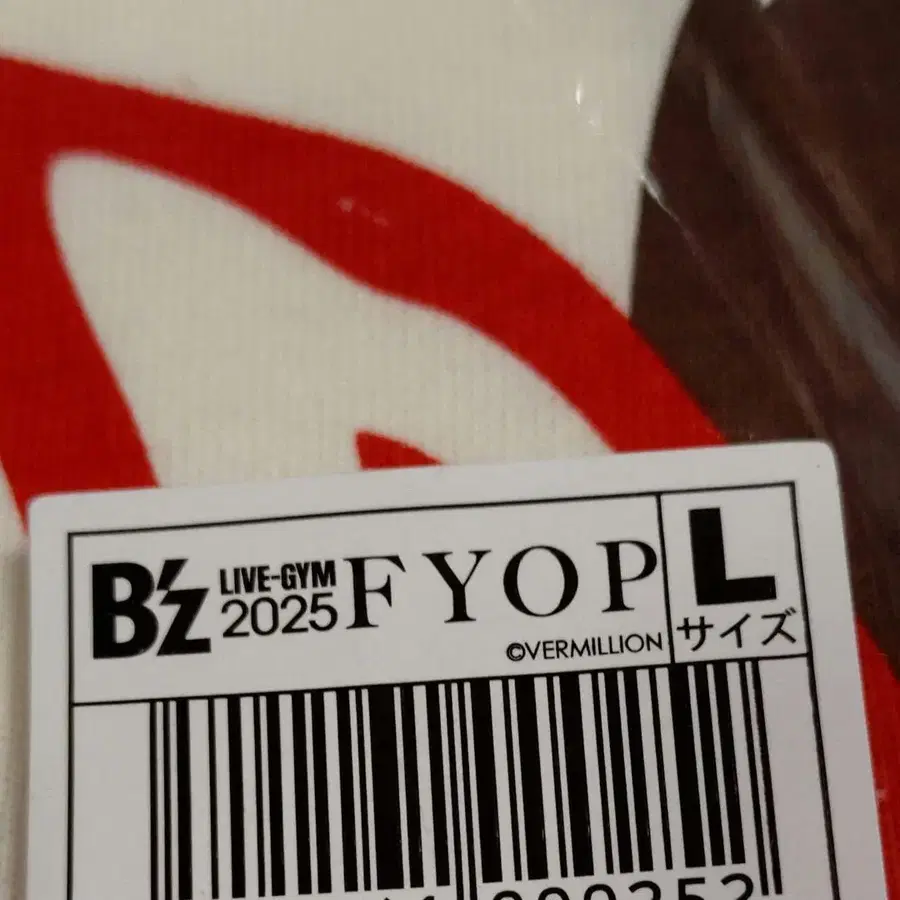 B'z LIVE-GYM 2025 FYOP L
©VERMILLION サイズ